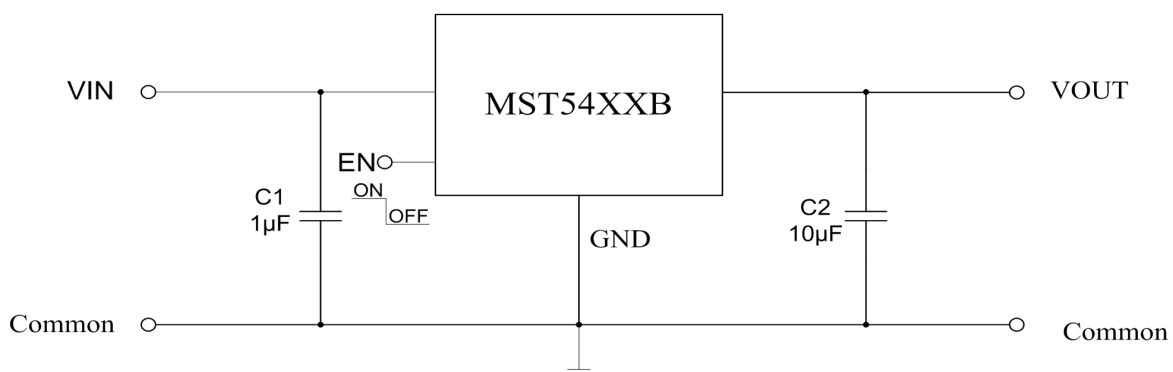 VIN
MST54XXB
VOUT
EN
ON
OFF
C1
1µF
GND
C2
10µF
Common
Common